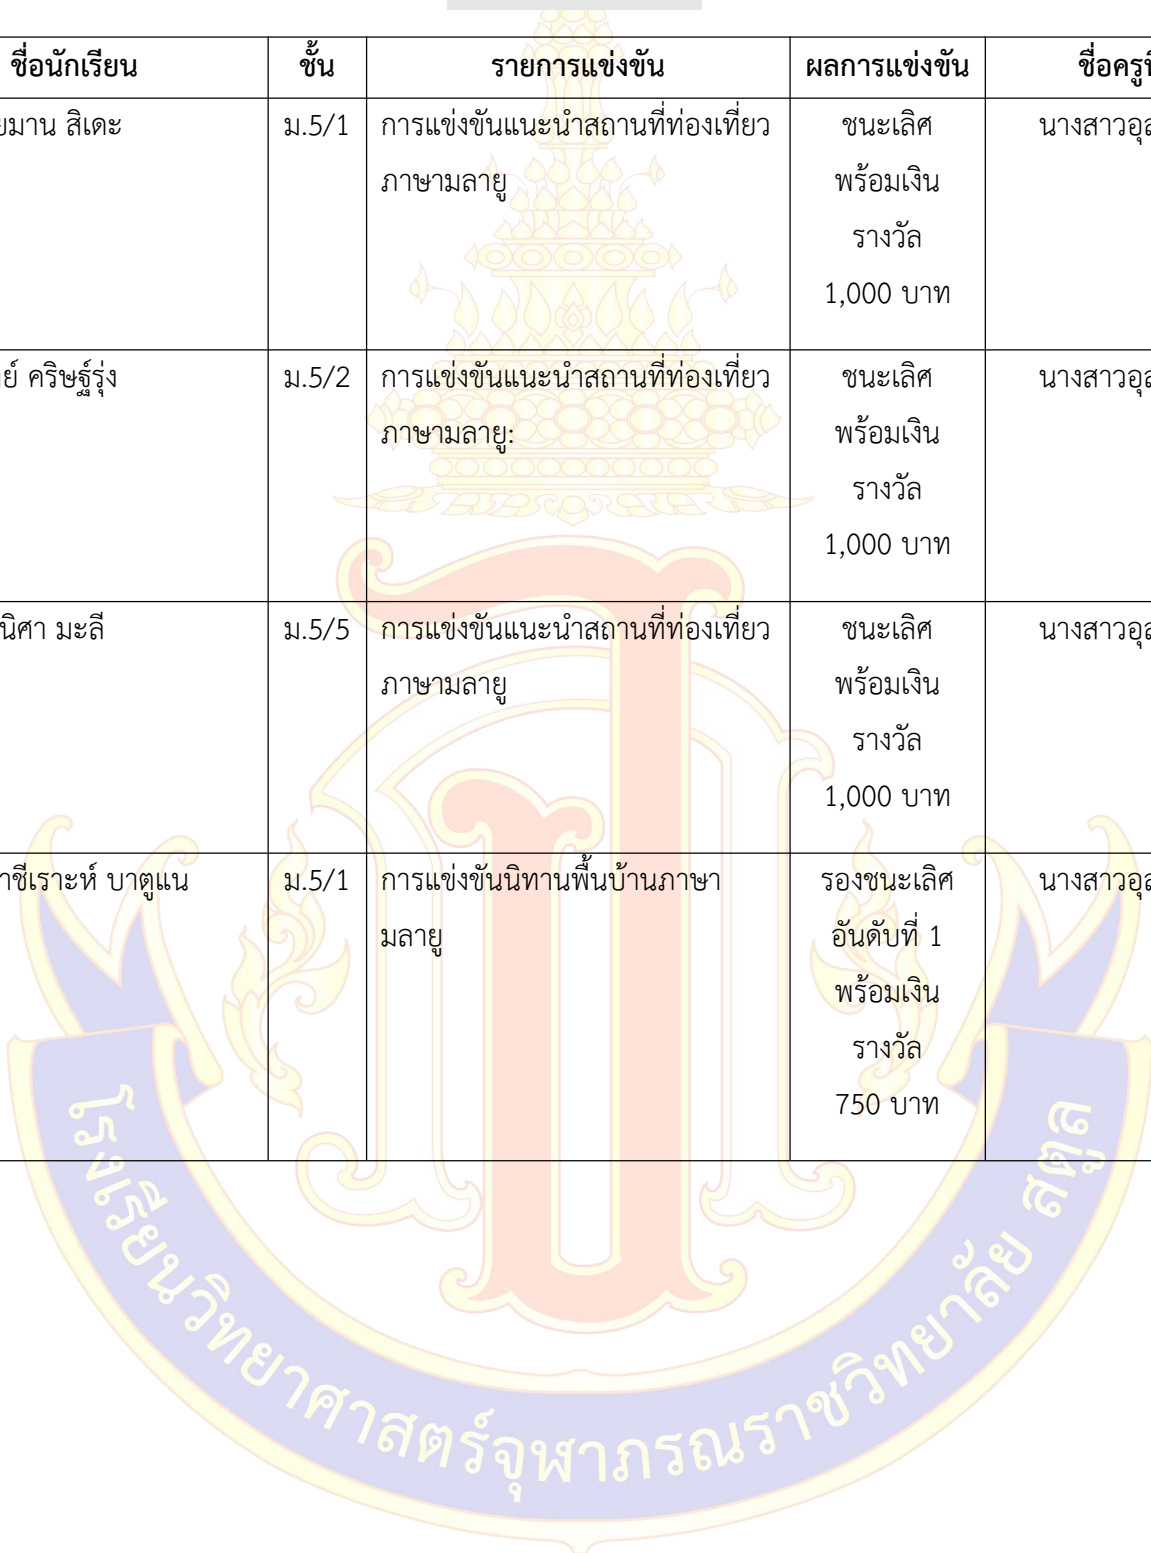 ชื่อนักเรียน ชั้น รายการแข่งขัน ผลการแข่งขัน
สิเดะ ม.5/1 การแข่งขันแนะนำสถานที่ท่องเที่ยว ชนะเลิศ
ภาษามลายู พร้อมเงิน
รางวัล
1,000 บาท
คริษฐ์รุ่ง ม.5/2 การแข่งขันแนะนำสถานที่ท่องเที่ยว ชนะเลิศ
ภาษามลายู: พร้อมเงิน
รางวัล
1,000 บาท
มะลี ม.5/5 การแข่งขันแนะนำสถานที่ท่องเที่ยว ชนะเลิศ
ภาษามลายู พร้อมเงิน
รางวัล
1,000 บาท
บาตูแน ม.5/1 การแข่งขันนิทานพื้นบ้านภาษา รองชนะเลิศ
มลายู อันดับที่ 1
พร้อมเงิน
รางวัล
750 บาท
โรงเรียนวิทยาศาสตร์จุฬาภรณราชวิทยาลัย สตูล